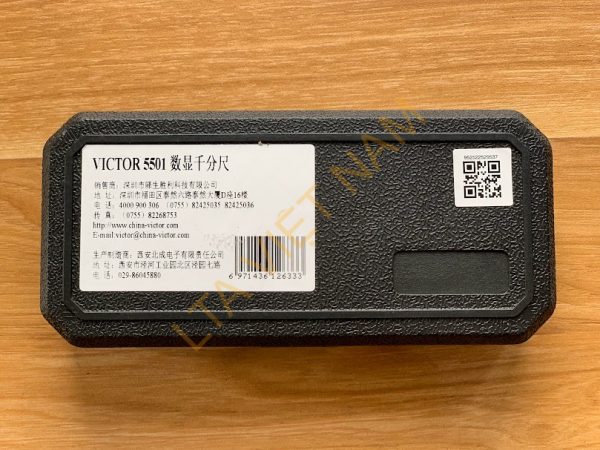 VICTOR 5501 数显千分尺
销售商: 深圳市驿生胜利科技有限公司
地 址: 深圳市福田区泰然六路泰然大厦D座16楼
电 话: 4000 900 306 (0755) 82425035 82425036
传 真: (0755) 82268753
http://www.china-victor.com
E-mail:victor@china-victor.com
生产制造商: 西安北成电子有限责任公司
地 址: 西安市泾河工业园北区泾园七路
电 话: 029-86045880
6 971436 126333
LTA VIET NAM